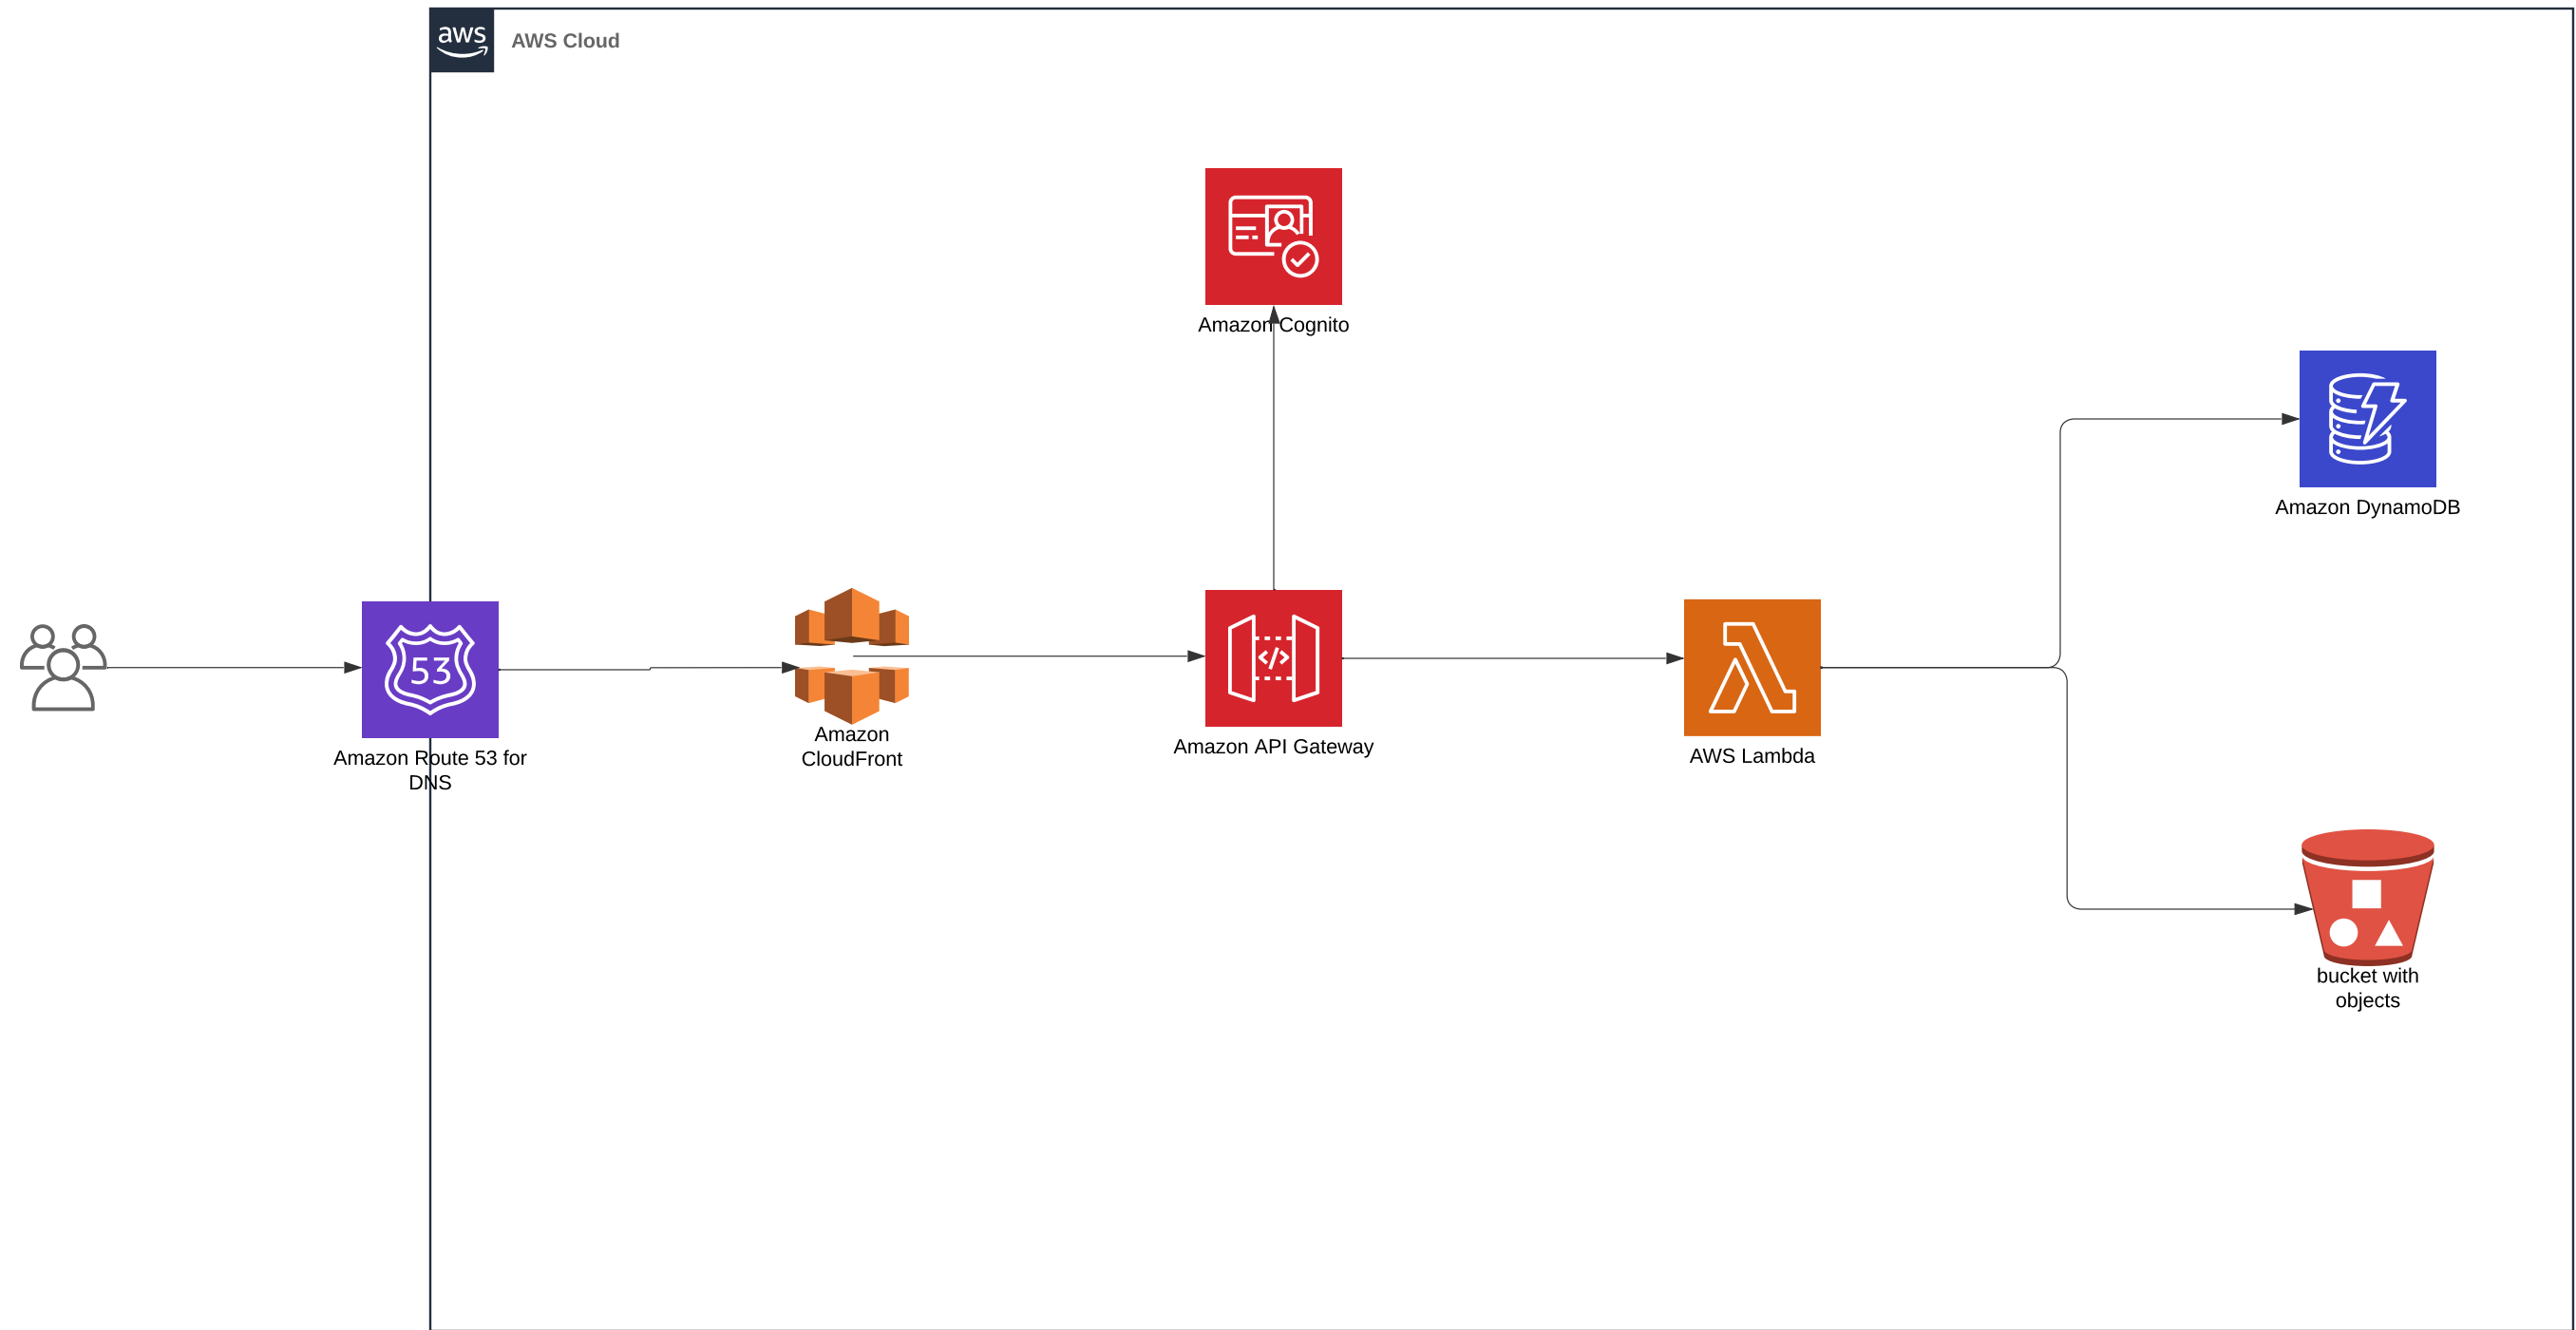 aws
AWS Cloud
Amazon Cognito
Amazon DynamoDB
53
Amazon Route 53 for
DNS
Amazon
CloudFront
</>
Amazon API Gateway
AWS Lambda
bucket with
objects